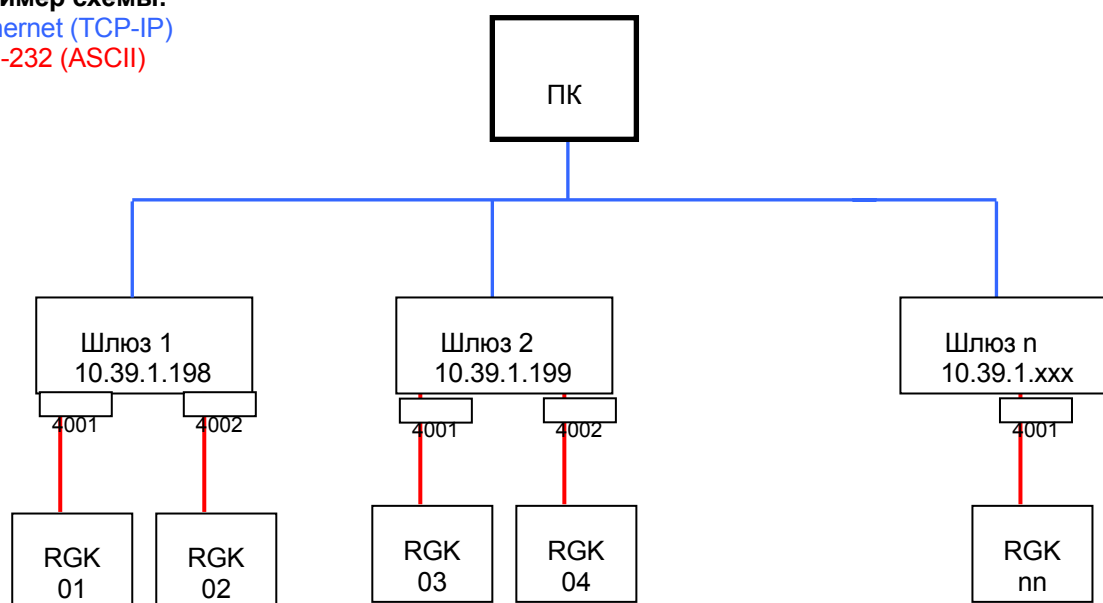 имер схемы:
hernet (TCP-IP)
-232 (ASCII)
ПК
Шлюз 1
10.39.1.198
Шлюз 2
10.39.1.199
Шлюз n
10.39.1.xxx
4001
4002
4001
4002
4001
RGK
01
RGK
02
RGK
03
RGK
04
RGK
nn